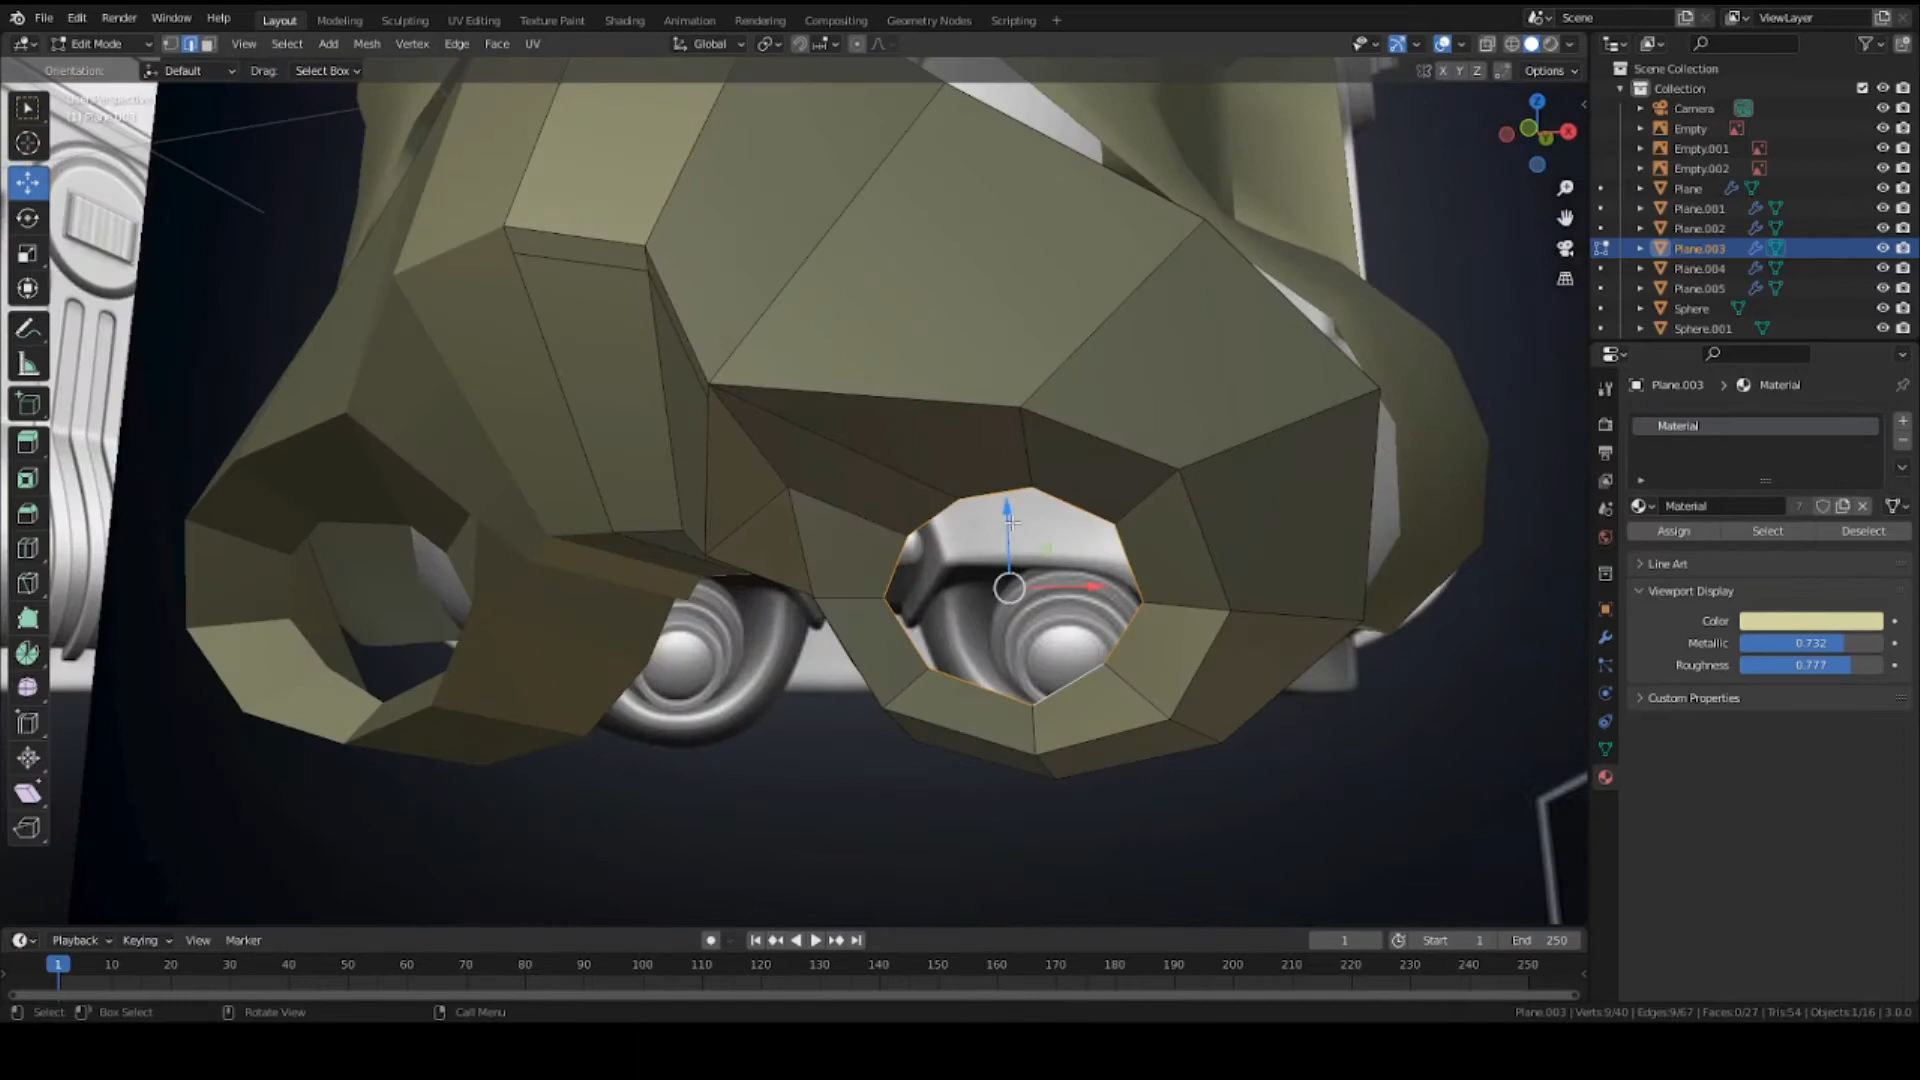 File Edit Render Window Help Layout Modeling Sculpting UV Editing Texture Paint Shading Animation Rendering Compositing Geometry Nodes Scripting + Scene ViewLayer
Edit Mode View Select Add Mesh Vertex Edge Face UV Global
Orientation: Default Drag: Select Box X Y Z Options
User Perspective
(1) Plane.003
Z
X
Y
Scene Collection
Collection
Camera
Empty
Empty.001
Empty.002
Plane
Plane.001
Plane.002
Plane.003
Plane.004
Plane.005
Sphere
Sphere.001
Plane.003 > Material
Material
Material 7
Assign Select Deselect
Line Art
Viewport Display
Color
Metallic 0.732
Roughness 0.777
Custom Properties
Playback Keying View Marker 1 Start 1 End 250
1 10 20 30 40 50 60 70 80 90 100 110 120 130 140 150 160 170 180 190 200 210 220 230 240 250
Select Box Select Rotate View Call Menu Plane.003 | Verts:9/40 | Edges:9/67 | Faces:0/27 | Tris:54 | Objects:1/16 | 3.0.0